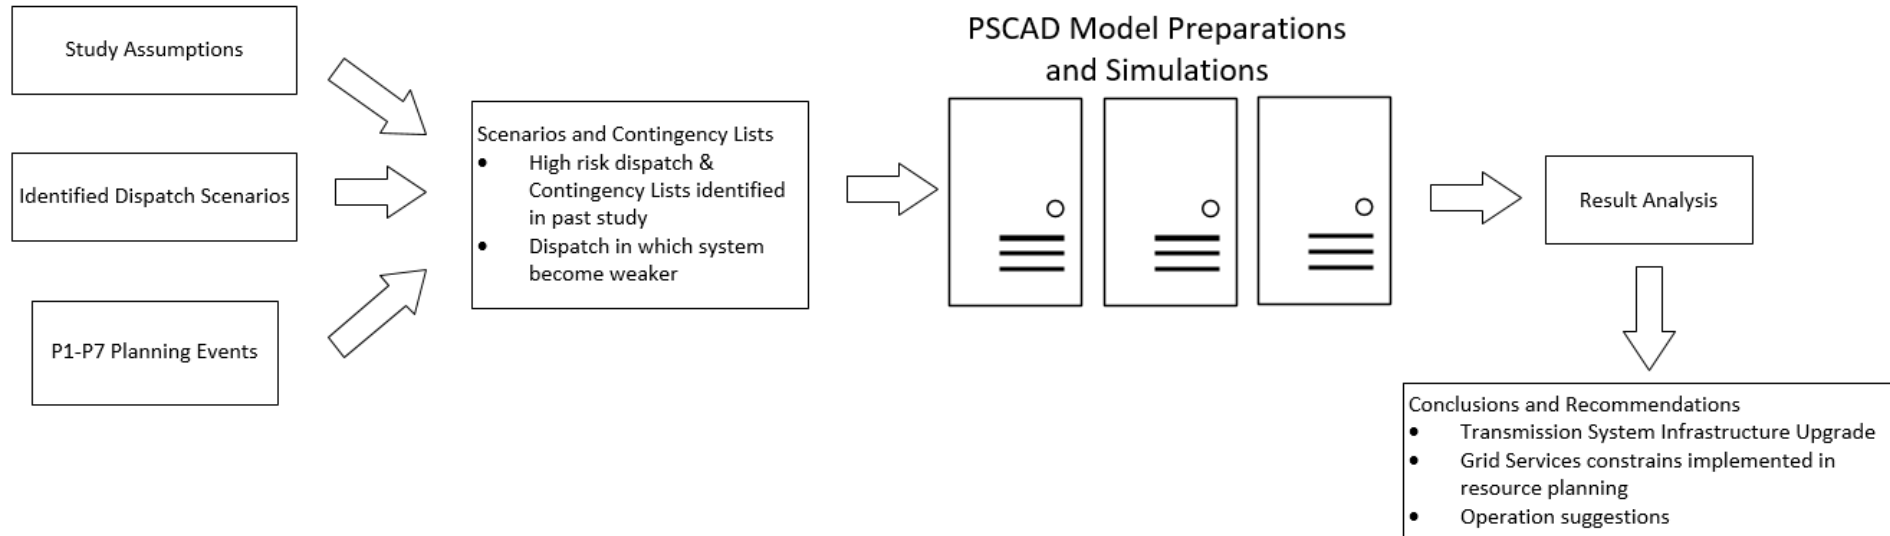 Study Assumptions
Identified Dispatch Scenarios
P1-P7 Planning Events
Scenarios and Contingency Lists
• High risk dispatch &
Contingency Lists identified
in past study
• Dispatch in which system
become weaker
PSCAD Model Preparations
and Simulations
Result Analysis
Conclusions and Recommendations
• Transmission System Infrastructure Upgrade
• Grid Services constrains implemented in
resource planning
• Operation suggestions